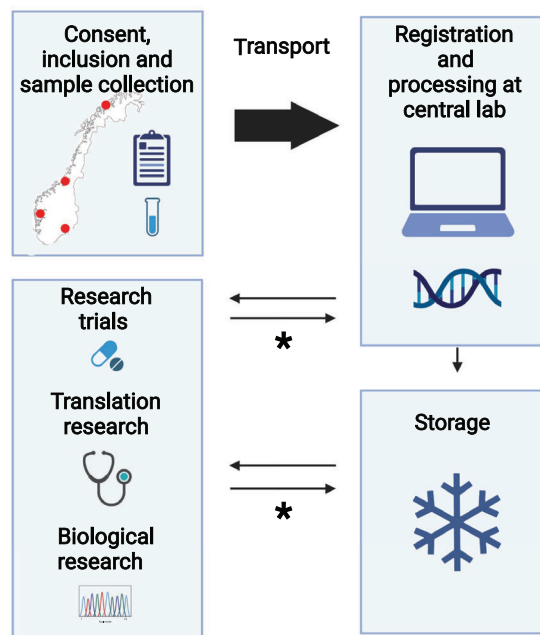 Consent,
inclusion and
sample collection
Transport
Registration
and
processing at
central lab
Research
trials
*
Translation
research
Storage
*
Biological
research